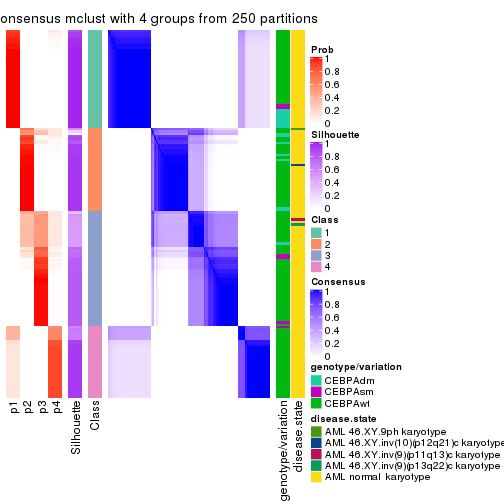 onsensus mclust with 4 groups from 250 partitions
Prob
1
0.8
0.6
0.4
0.2
0
Silhouette
1
0.8
0.6
0.4
0.2
0
Class
1
2
3
4
Consensus
1
0.8
0.6
0.4
0.2
0
genotype/variation
CEBPAdm
CEBPAsm
CEBPAwt
disease.state
AML 46.XY.9ph karyotype
AML 46.XY.inv(10)(p12q21)c karyotype
AML 46.XY.inv(9)(p11q13)c karyotype
AML 46.XY.inv(9)(p13q22)c karyotype
AML normal karyotype
p1
p2
p3
p4
Silhouette
Class
genotype/variation
disease.state